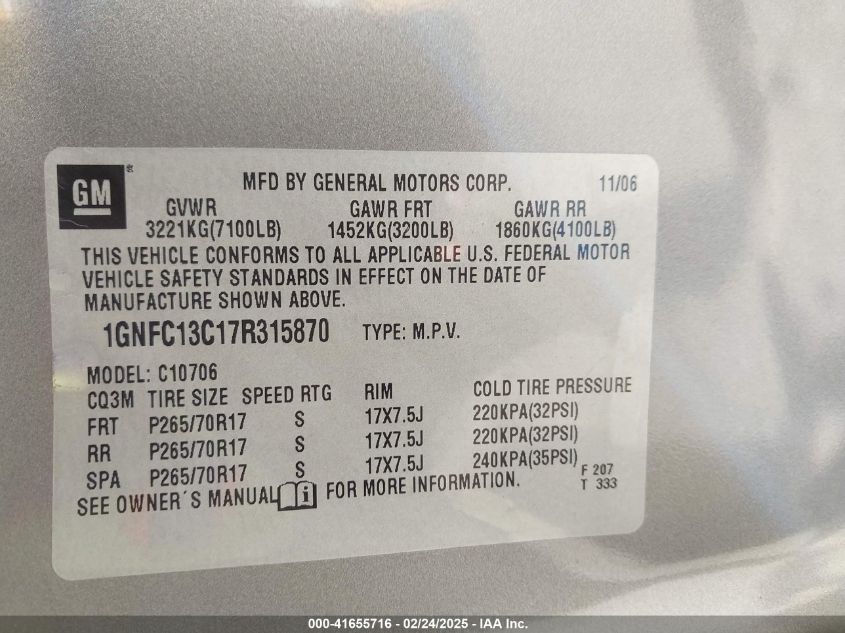 GM®
MFD BY GENERAL MOTORS CORP. 11/06
GVWR GAWR FRT GAWR RR
3221KG(7100LB) 1452KG(3200LB) 1860KG(4100LB)
THIS VEHICLE CONFORMS TO ALL APPLICABLE U.S. FEDERAL MOTOR
VEHICLE SAFETY STANDARDS IN EFFECT ON THE DATE OF
MANUFACTURE SHOWN ABOVE.
1GNFC13C17R315870 TYPE: M.P.V.
MODEL: C10706
CQ3M TIRE SIZE SPEED RTG RIM COLD TIRE PRESSURE
FRT P265/70R17 S 17X7.5J 220KPA(32PSI)
RR P265/70R17 S 17X7.5J 220KPA(32PSI)
SPA P265/70R17 S 17X7.5J 240KPA(35PSI)
SEE OWNER´S MANUAL i FOR MORE INFORMATION.
F 207
T 333
000-41655716 - 02/24/2025 - IAA Inc.